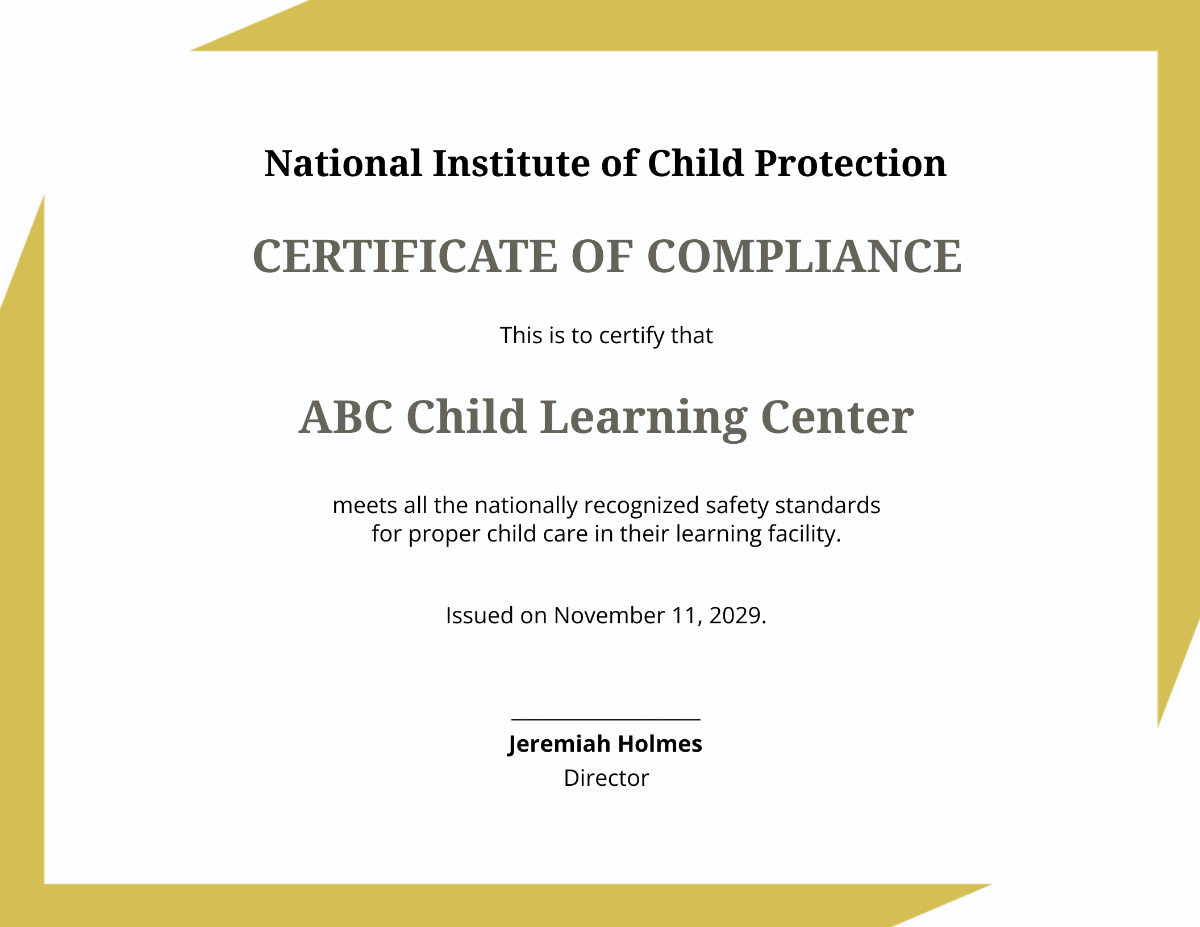 National Institute of Child Protection
CERTIFICATE OF COMPLIANCE
This is to certify that
ABC Child Learning Center
meets all the nationally recognized safety standards
for proper child care in their learning facility.
Issued on November 11, 2029.
Jeremiah Holmes
Director